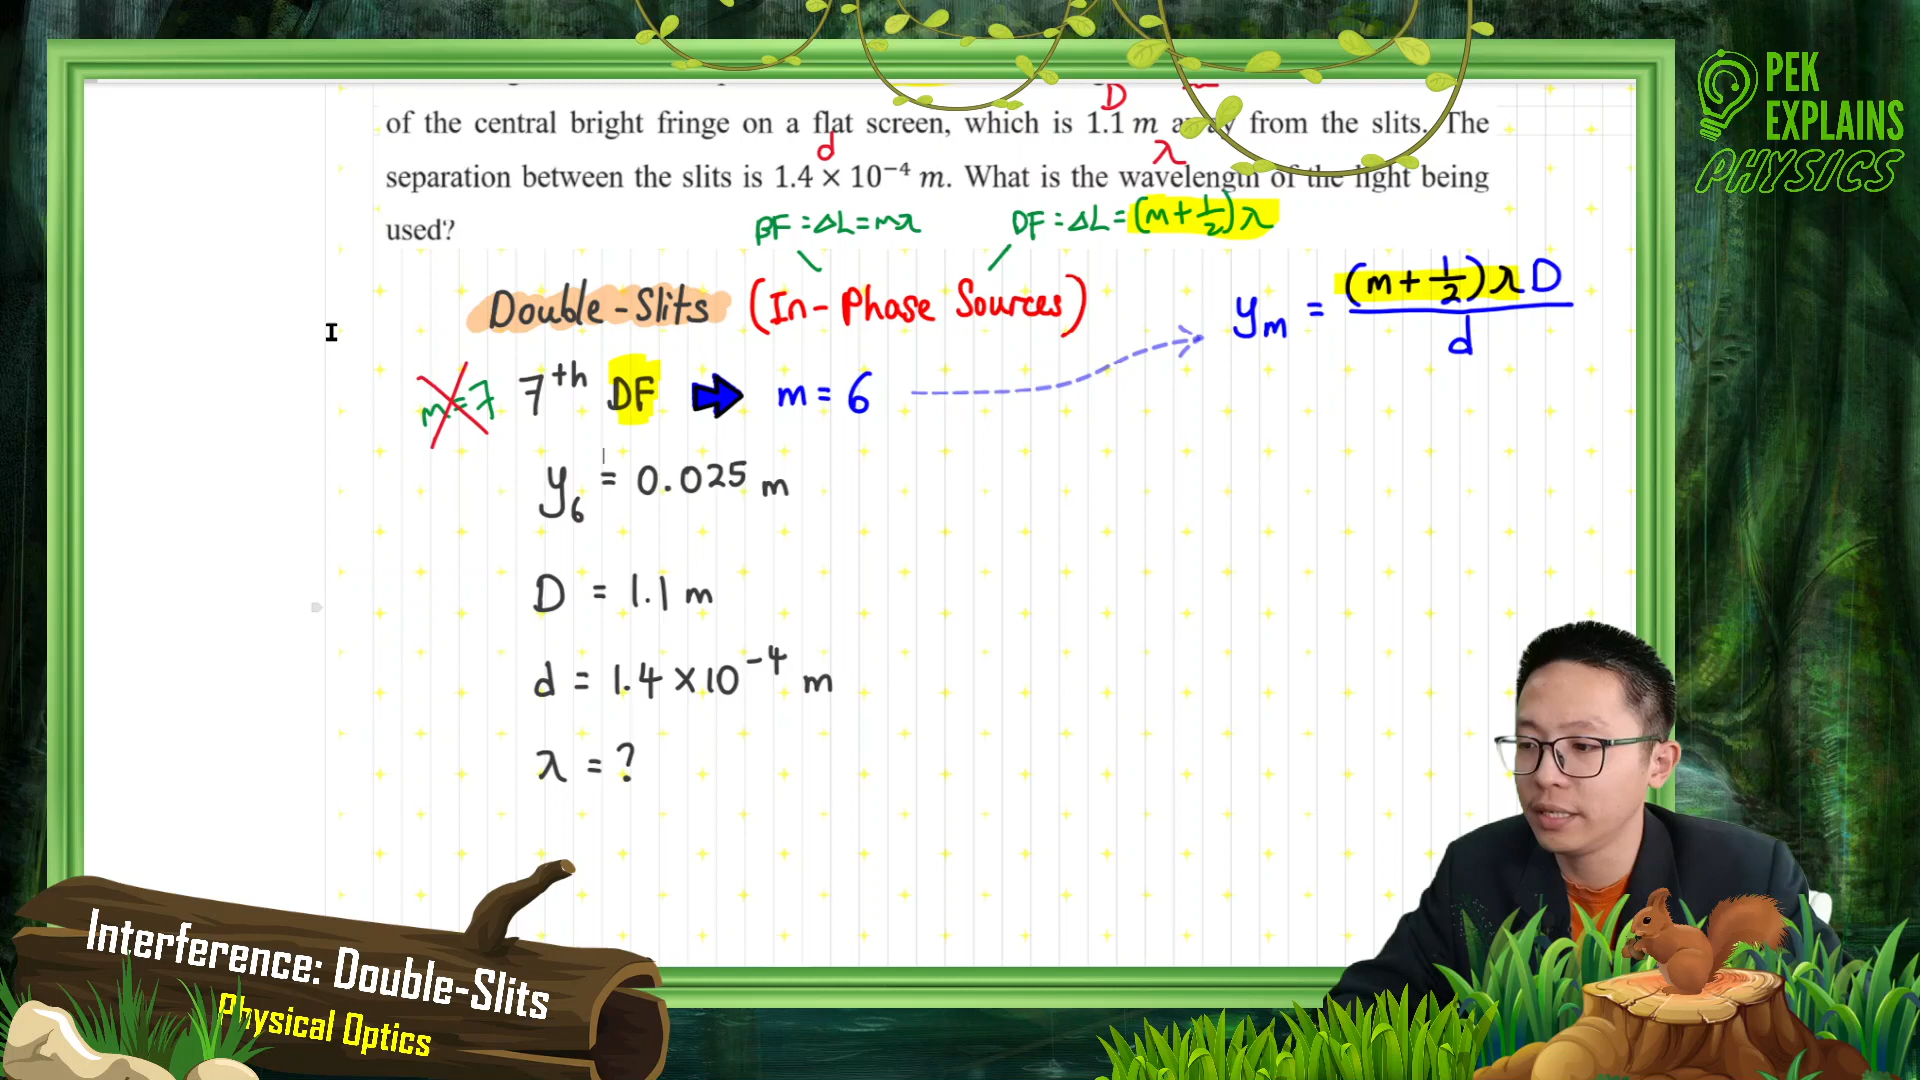 of the central bright fringe on a flat screen, which is 1.1 m away from the slits. The
D
d
λ
separation between the slits is 1.4 × 10⁻⁴ m. What is the wavelength of the light being
used?
BF : ΔL = mλ
DF : ΔL = (m + 1/2) λ
Double-Slits (In-Phase Sources)
y_m = (m + 1/2) λ D / d
m = 7 7th DF ➡ m = 6
y_6 = 0.025 m
D = 1.1 m
d = 1.4 × 10⁻⁴ m
λ = ?
PEK
EXPLAINS
PHYSICS
Interference: Double-Slits
Physical Optics